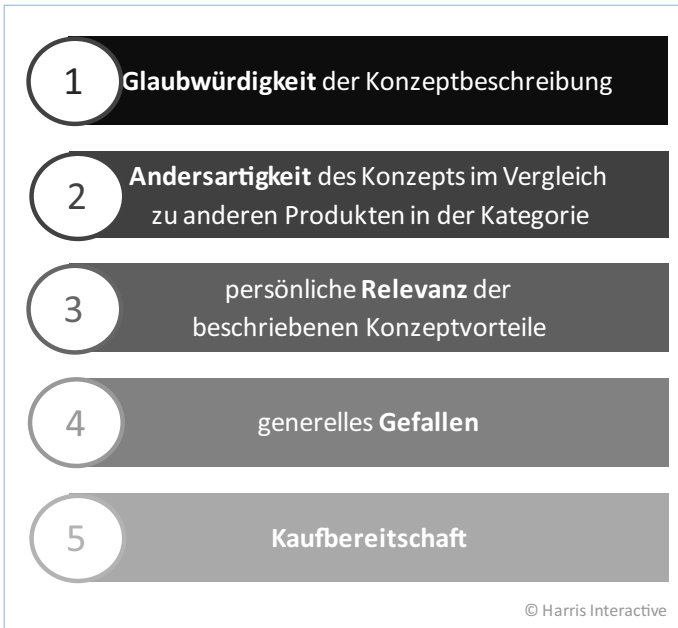 1 Glaubwürdigkeit der Konzeptbeschreibung
2 Andersartigkeit des Konzepts im Vergleich
zu anderen Produkten in der Kategorie
3 persönliche Relevanz der
beschriebenen Konzeptvorteile
4 generelles Gefallen
5 Kaufbereitschaft
© Harris Interactive